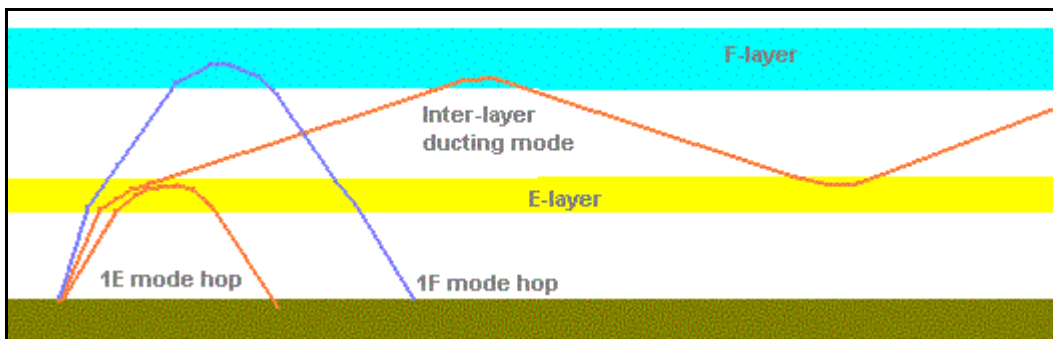 F-layer
Inter-layer
ducting mode
E-layer
1E mode hop
1F mode hop